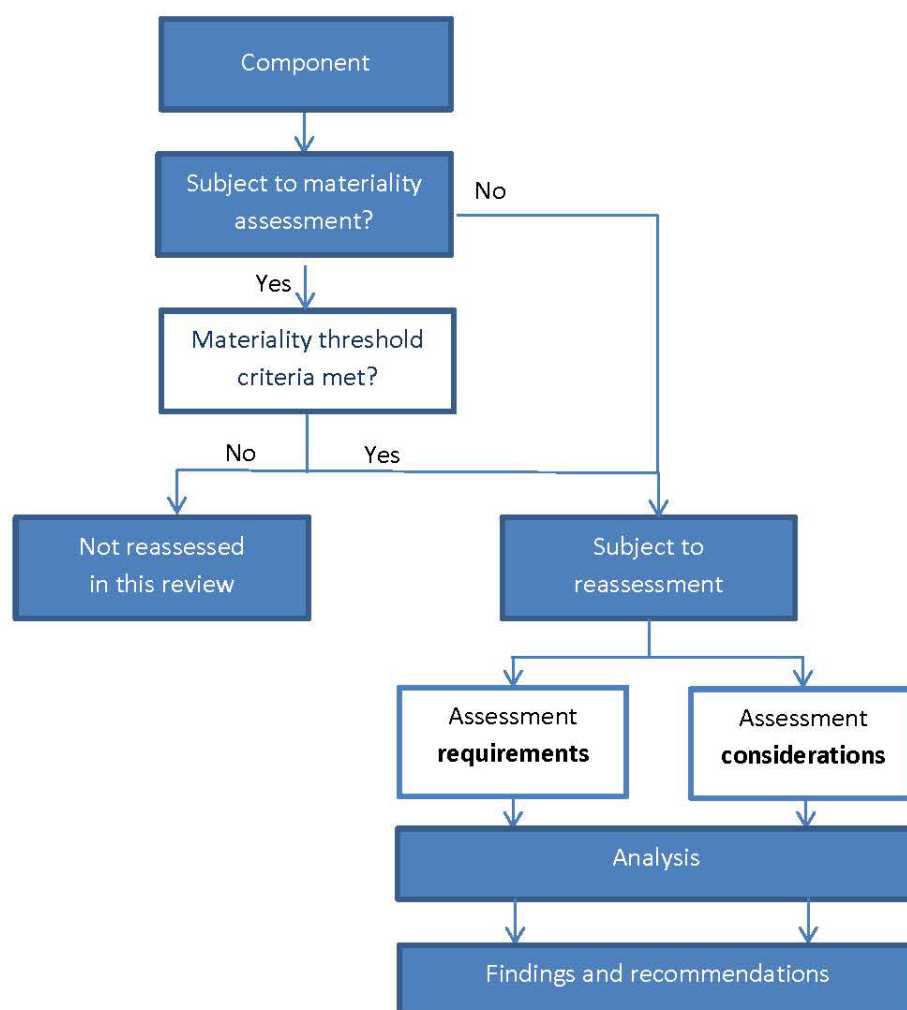 Component
Subject to materiality
assessment?
No
Yes
Materiality threshold
criteria met?
No
Yes
Not reassessed
in this review
Subject to
reassessment
Assessment
requirements
Assessment
considerations
Analysis
Findings and recommendations